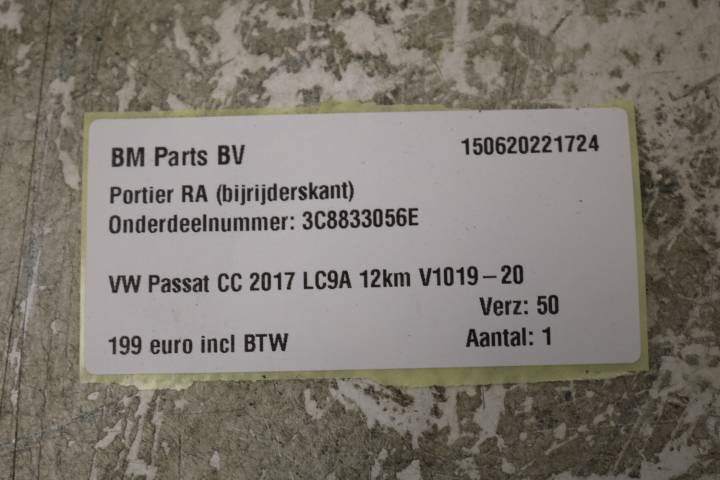 BM Parts BV 150620221724
Portier RA (bijrijderskant)
Onderdeelnummer: 3C8833056E
VW Passat CC 2017 LC9A 12km V1019-20
Verz: 50
199 euro incl BTW Aantal: 1